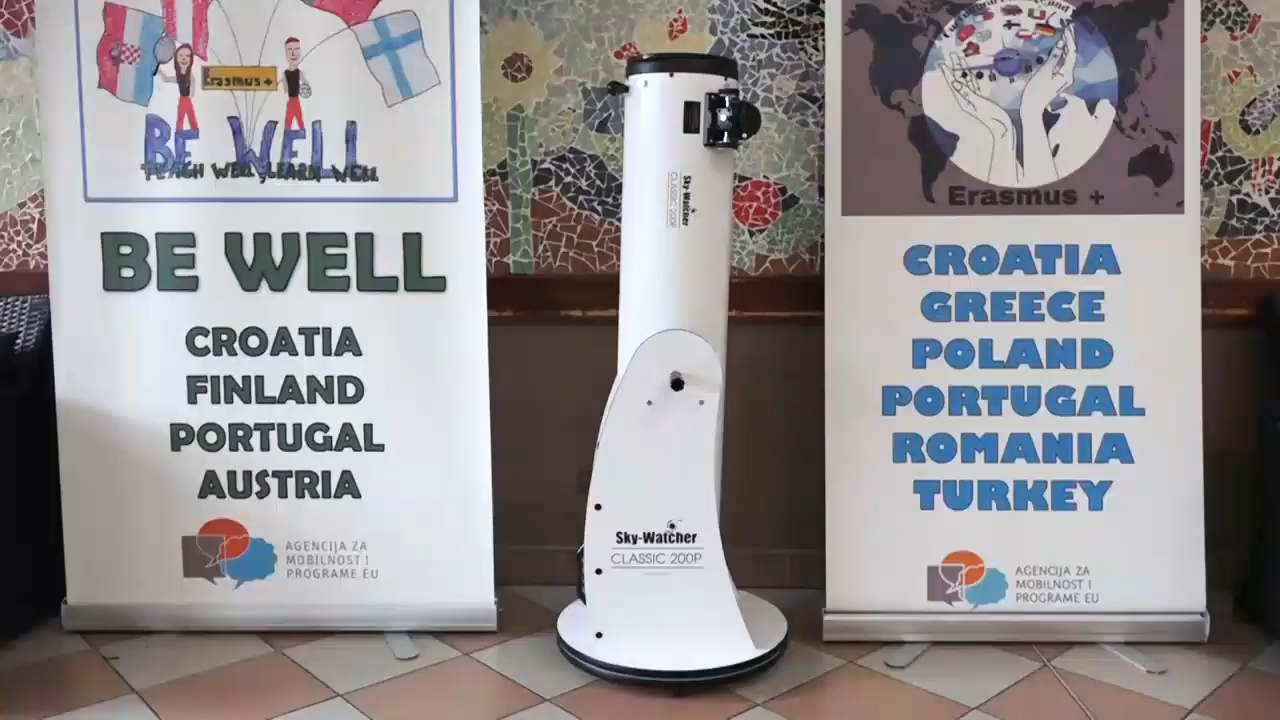 Erasmus +
BE WELL
TEACH WELL, LEARN WELL
BE WELL
CROATIA
FINLAND
PORTUGAL
AUSTRIA
AGENCIJA ZA
MOBILNOST I
PROGRAME EU
Sky-Watcher
CLASSIC 200P
Sky-Watcher
CLASSIC 200P
Erasmus +
CROATIA
GREECE
POLAND
PORTUGAL
ROMANIA
TURKEY
AGENCIJA ZA
MOBILNOST I
PROGRAME EU